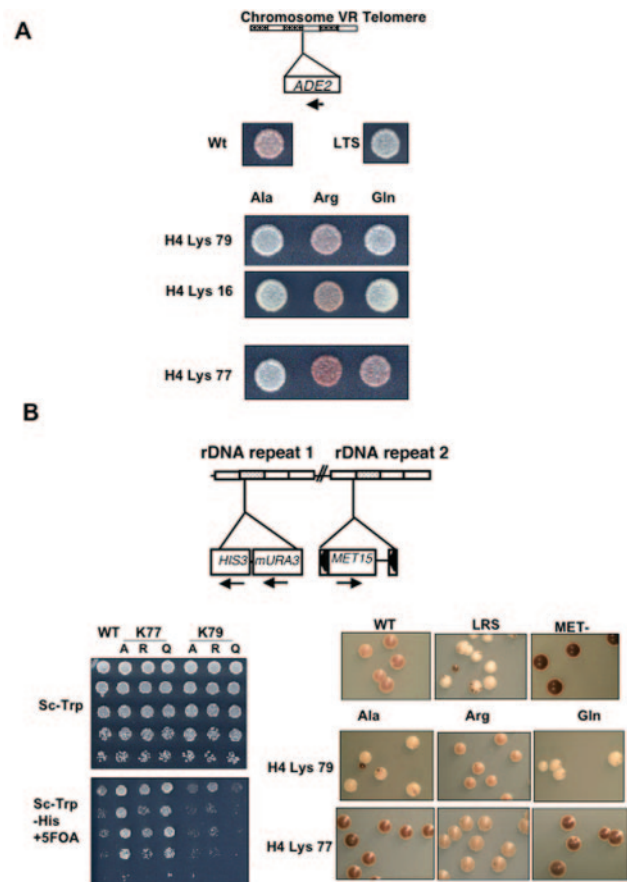 A
Chromosome VR Telomere
ADE2
Wt LTS
Ala Arg Gln
H4 Lys 79
H4 Lys 16
H4 Lys 77
B
rDNA repeat 1 rDNA repeat 2
HIS3 mURA3 MET15
WT K77 K79
A R Q A R Q
Sc-Trp
Sc-Trp
-His
+5FOA
WT LRS MET-
Ala Arg Gln
H4 Lys 79
H4 Lys 77